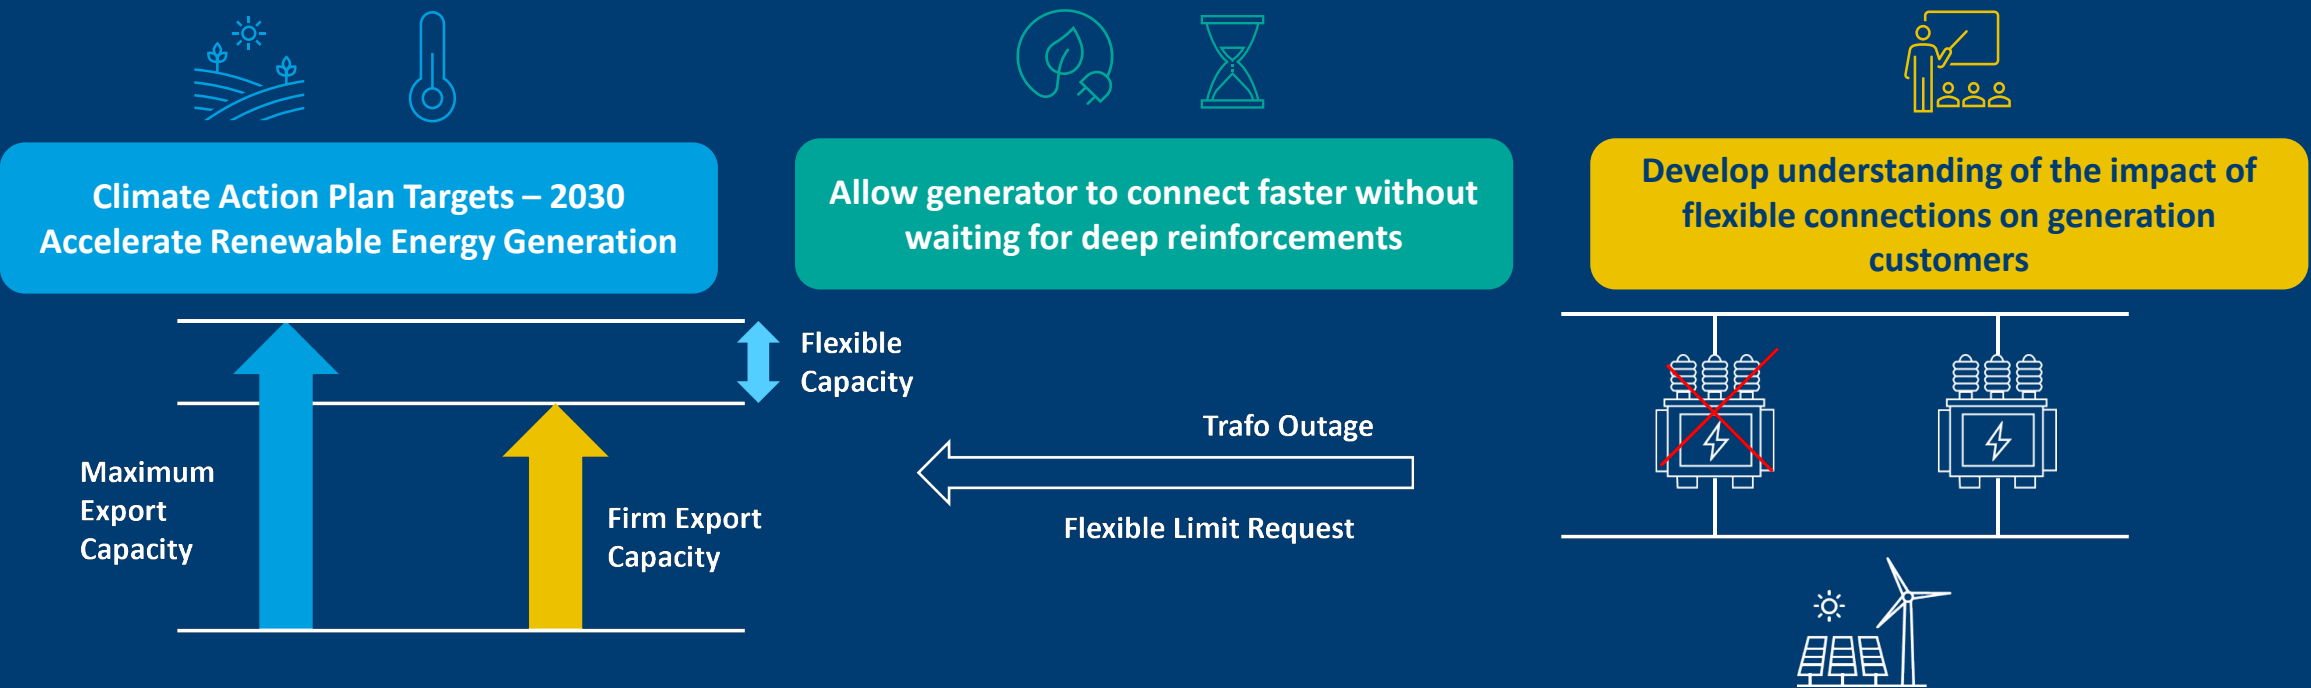 Climate Action Plan Targets – 2030
Accelerate Renewable Energy Generation
Allow generator to connect faster without
waiting for deep reinforcements
Develop understanding of the impact of
flexible connections on generation
customers
Flexible
Capacity
Maximum
Export
Capacity
Firm Export
Capacity
Trafo Outage
Flexible Limit Request